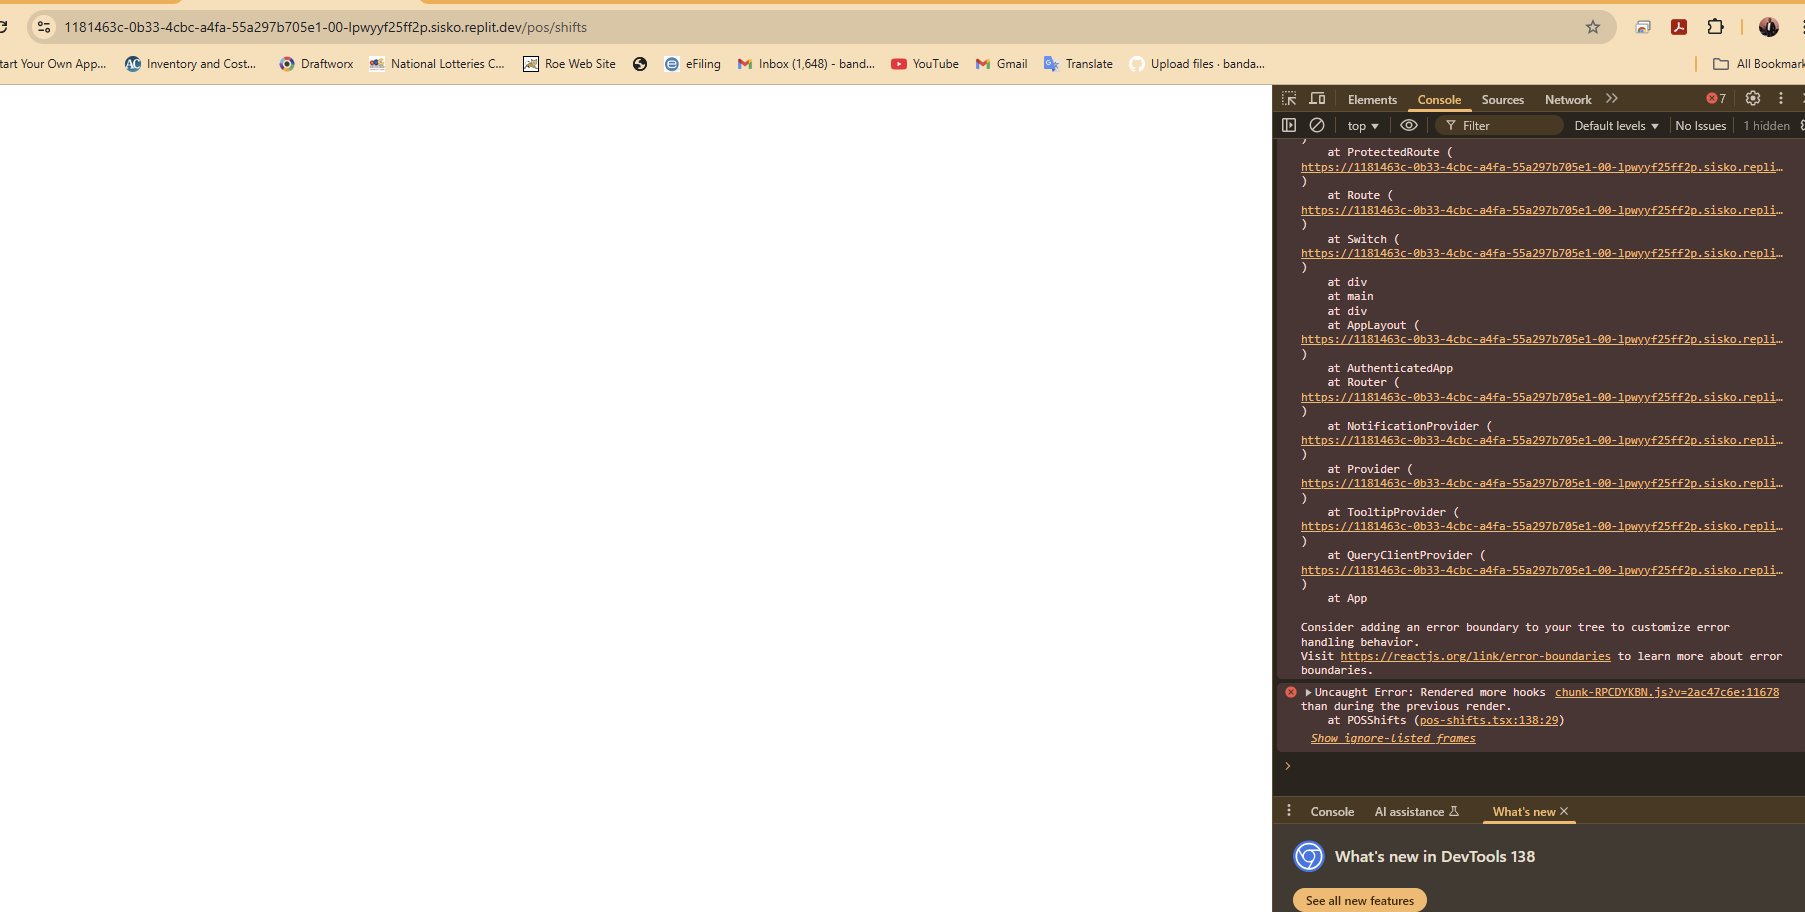 1181463c-0b33-4cbc-a4fa-55a297b705e1-00-lpwyyf25ff2p.sisko.replit.dev/pos/shifts
tart Your Own App... Inventory and Cost... Draftworx National Lotteries C... Roe Web Site eFiling Inbox (1,648) - band... YouTube Gmail Translate Upload files · banda... All Bookmark
Elements Console Sources Network 7
top Filter Default levels No Issues 1 hidden
)
at ProtectedRoute (
https://1181463c-0b33-4cbc-a4fa-55a297b705e1-00-lpwyyf25ff2p.sisko.repli…
)
at Route (
https://1181463c-0b33-4cbc-a4fa-55a297b705e1-00-lpwyyf25ff2p.sisko.repli…
)
at Switch (
https://1181463c-0b33-4cbc-a4fa-55a297b705e1-00-lpwyyf25ff2p.sisko.repli…
)
at div
at main
at div
at AppLayout (
https://1181463c-0b33-4cbc-a4fa-55a297b705e1-00-lpwyyf25ff2p.sisko.repli…
)
at AuthenticatedApp
at Router (
https://1181463c-0b33-4cbc-a4fa-55a297b705e1-00-lpwyyf25ff2p.sisko.repli…
)
at NotificationProvider (
https://1181463c-0b33-4cbc-a4fa-55a297b705e1-00-lpwyyf25ff2p.sisko.repli…
)
at Provider (
https://1181463c-0b33-4cbc-a4fa-55a297b705e1-00-lpwyyf25ff2p.sisko.repli…
)
at TooltipProvider (
https://1181463c-0b33-4cbc-a4fa-55a297b705e1-00-lpwyyf25ff2p.sisko.repli…
)
at QueryClientProvider (
https://1181463c-0b33-4cbc-a4fa-55a297b705e1-00-lpwyyf25ff2p.sisko.repli…
)
at App
Consider adding an error boundary to your tree to customize error
handling behavior.
Visit https://reactjs.org/link/error-boundaries to learn more about error
boundaries.
Uncaught Error: Rendered more hooks chunk-RPCDYKBN.js?v=2ac47c6e:11678
than during the previous render.
at POSShifts (pos-shifts.tsx:138:29)
Show ignore-listed frames
Console AI assistance What's new
What's new in DevTools 138
See all new features